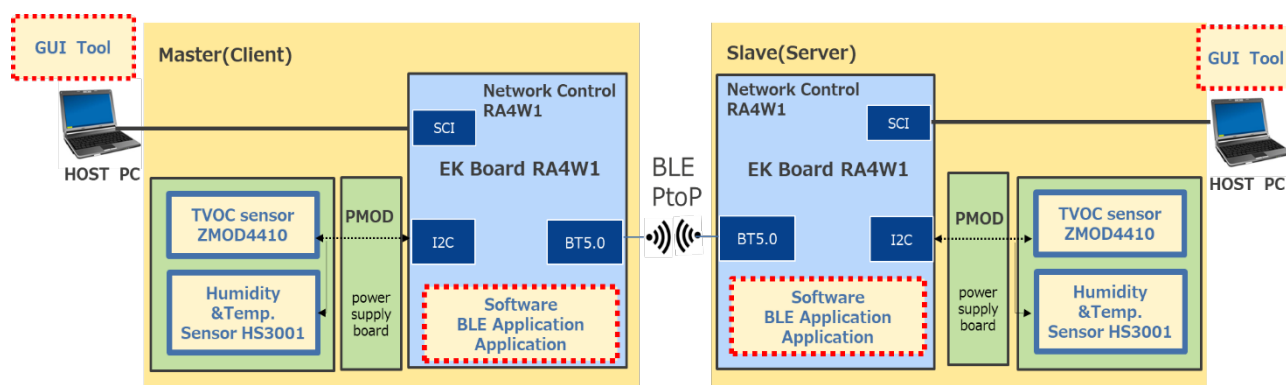 GUI Tool
HOST PC
Master(Client)
Network Control
RA4W1
SCI
EK Board RA4W1
I2C
BT5.0
Software
BLE Application
Application
TVOC sensor
ZMOD4410
Humidity
&Temp.
Sensor HS3001
PMOD
power
supply
board
BLE
PtoP
Slave(Server)
Network Control
RA4W1
SCI
EK Board RA4W1
BT5.0
I2C
Software
BLE Application
Application
PMOD
power
supply
board
TVOC sensor
ZMOD4410
Humidity
&Temp.
Sensor HS3001
GUI Tool
HOST PC